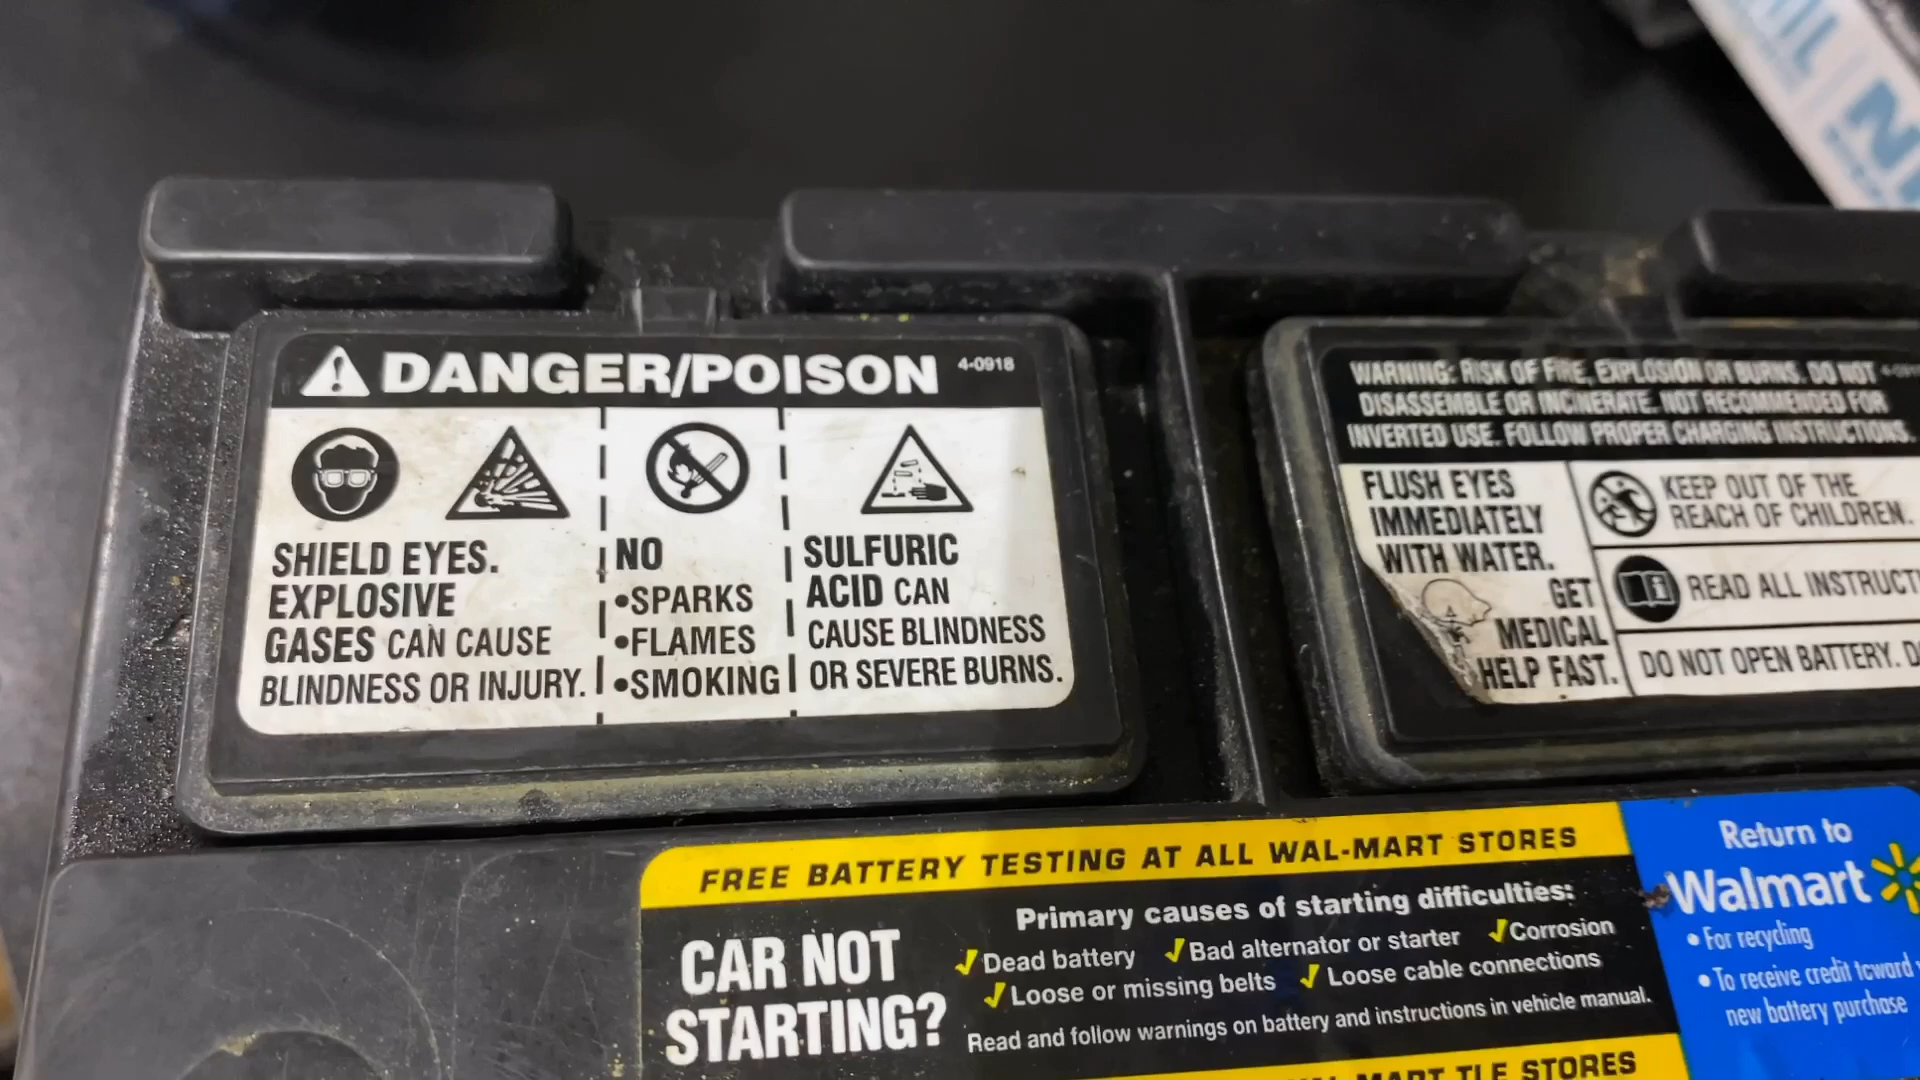 DANGER/POISON 4-0918
SHIELD EYES.
EXPLOSIVE
GASES CAN CAUSE
BLINDNESS OR INJURY.
NO
•SPARKS
•FLAMES
•SMOKING
SULFURIC
ACID CAN
CAUSE BLINDNESS
OR SEVERE BURNS.
WARNING: RISK OF FIRE, EXPLOSION OR BURNS. DO NOT
DISASSEMBLE OR INCINERATE. NOT RECOMMENDED FOR
INVERTED USE. FOLLOW PROPER CHARGING INSTRUCTIONS.
FLUSH EYES
IMMEDIATELY
WITH WATER.
GET
MEDICAL
HELP FAST.
KEEP OUT OF THE
REACH OF CHILDREN.
READ ALL INSTRUCTI
DO NOT OPEN BATTERY.
FREE BATTERY TESTING AT ALL WAL-MART STORES
CAR NOT
STARTING?
Primary causes of starting difficulties:
Dead battery Bad alternator or starter Corrosion
Loose or missing belts Loose cable connections
Read and follow warnings on battery and instructions in vehicle manual.
Return to
Walmart
• For recycling
• To receive credit toward
new battery purchase
MART TLE STORES